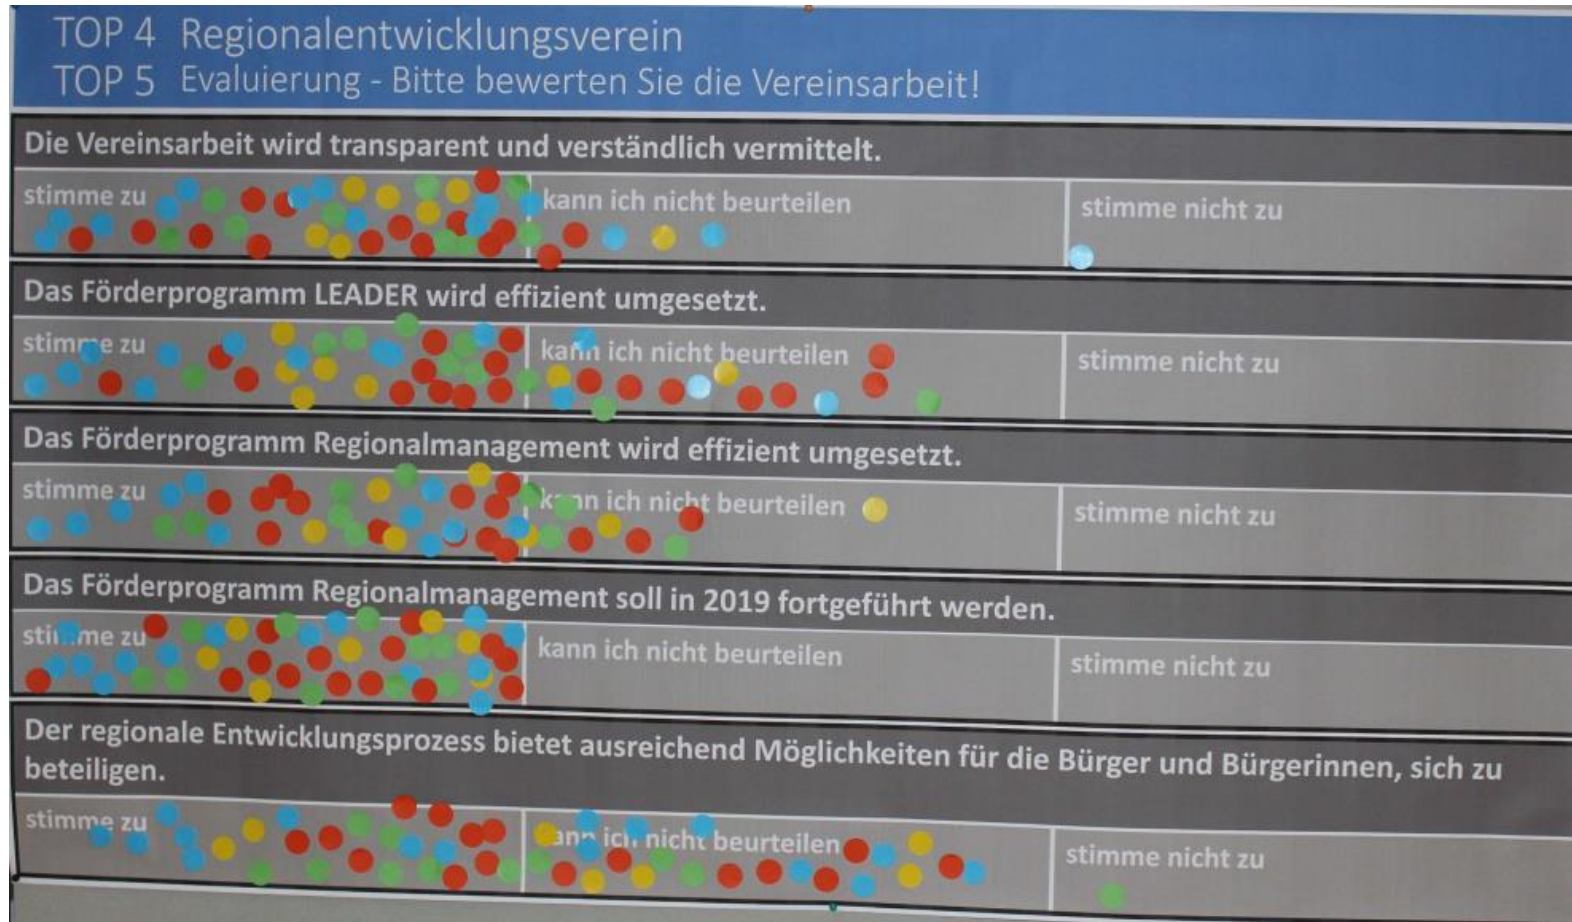 TOP 4 Regionalentwicklungsverein
TOP 5 Evaluierung - Bitte bewerten Sie die Vereinsarbeit!
Die Vereinsarbeit wird transparent und verständlich vermittelt.
stimme zu kann ich nicht beurteilen stimme nicht zu
Das Förderprogramm LEADER wird effizient umgesetzt.
stimme zu kann ich nicht beurteilen stimme nicht zu
Das Förderprogramm Regionalmanagement wird effizient umgesetzt.
stimme zu kann ich nicht beurteilen stimme nicht zu
Das Förderprogramm Regionalmanagement soll in 2019 fortgeführt werden.
stimme zu kann ich nicht beurteilen stimme nicht zu
Der regionale Entwicklungsprozess bietet ausreichend Möglichkeiten für die Bürger und Bürgerinnen, sich zu
beteiligen.
stimme zu kann ich nicht beurteilen stimme nicht zu